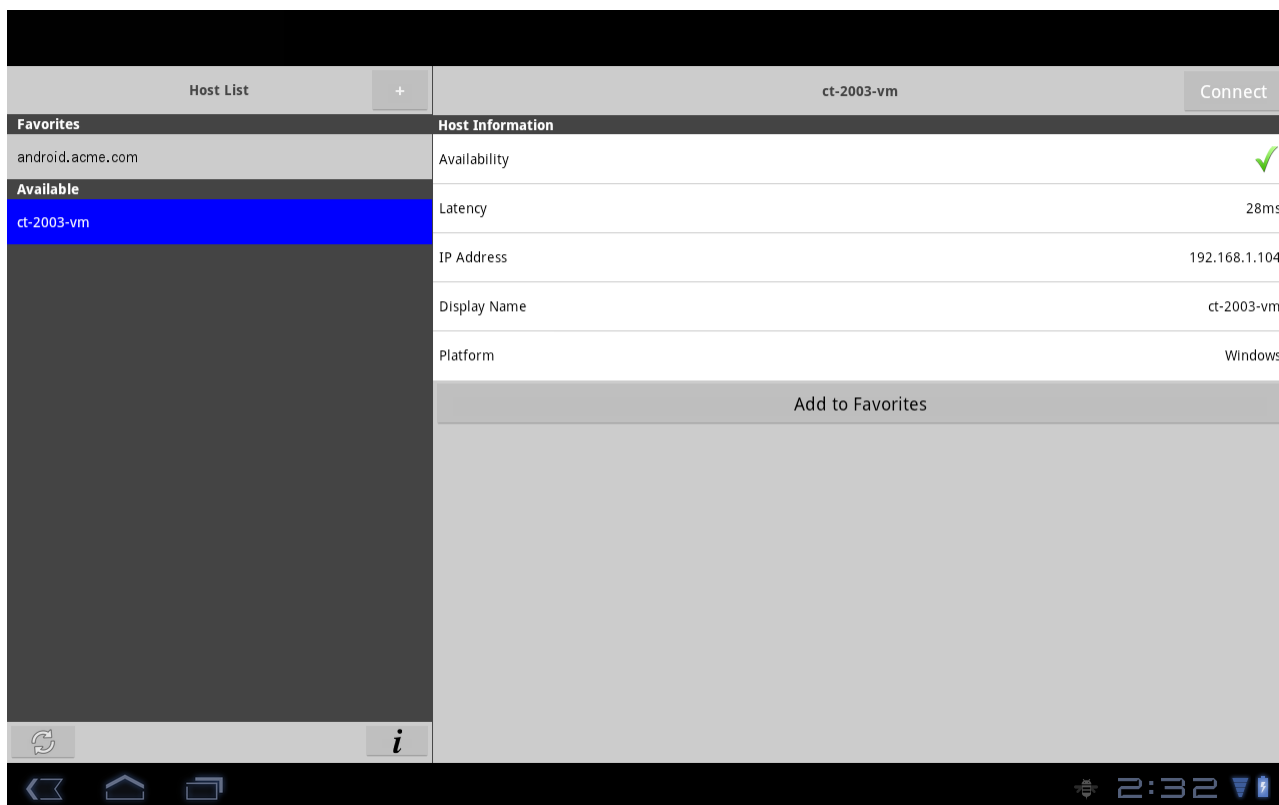 Host List
+
Favorites
android.acme.com
Available
ct-2003-vm
i
ct-2003-vm
Connect
Host Information
Availability
Latency 28ms
IP Address 192.168.1.104
Display Name ct-2003-vm
Platform Windows
Add to Favorites
2:32